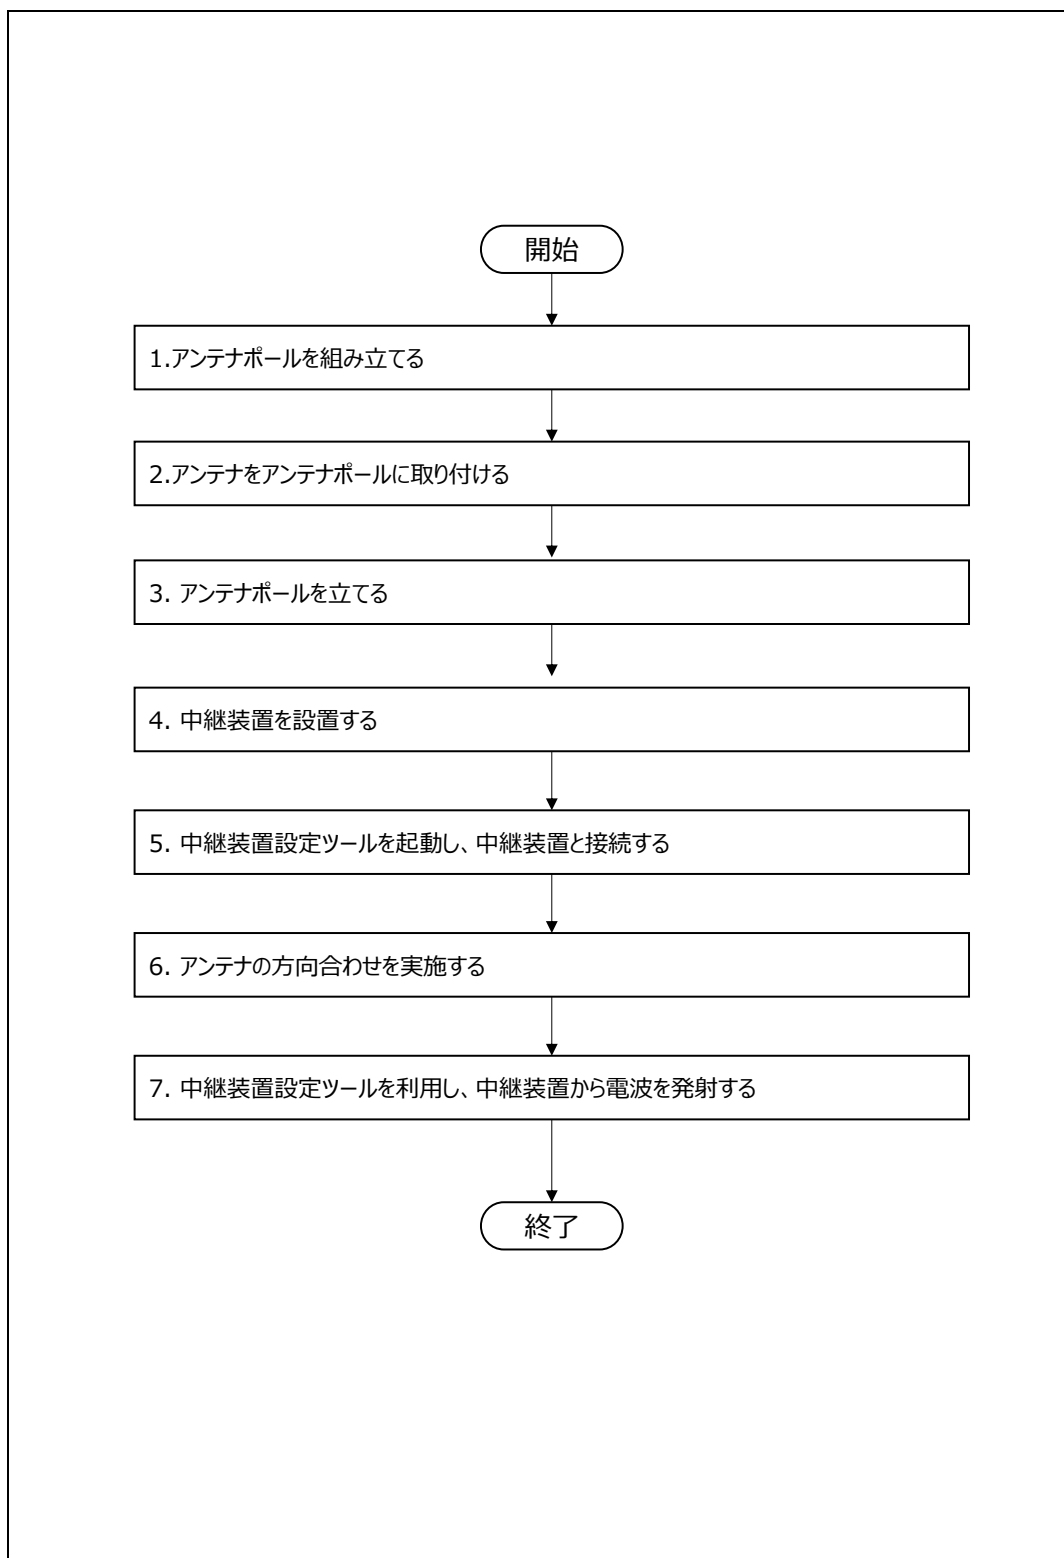 開始
1.アンテナポールを組み立てる
2.アンテナをアンテナポールに取り付ける
3. アンテナポールを立てる
4. 中継装置を設置する
5. 中継装置設定ツールを起動し、中継装置と接続する
6. アンテナの方向合わせを実施する
7. 中継装置設定ツールを利用し、中継装置から電波を発射する
終了